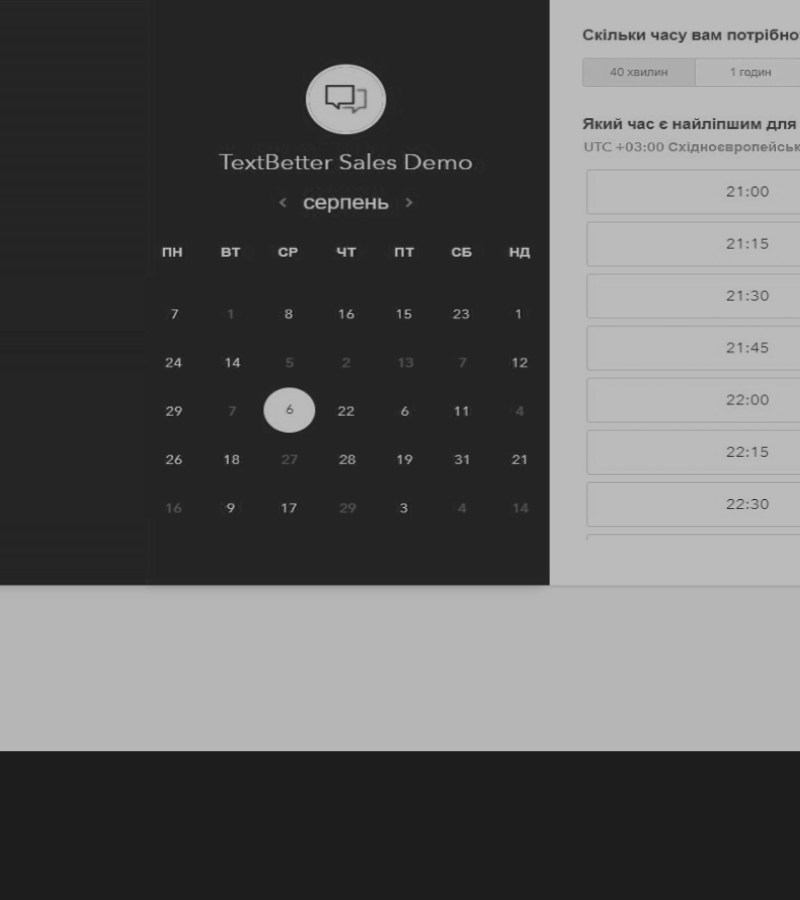 TextBetter Sales Demo
< серпень >
ПН ВТ СР ЧТ ПТ СБ НД
7 1 8 16 15 23 1
24 14 5 2 13 7 12
29 7 6 22 6 11 4
26 18 27 28 19 31 21
16 9 17 29 3 4 14
Скільки часу вам потрібно
40 хвилин 1 годин
Який час є найліпшим для
UTC +03:00 Східноєвропейськ
21:00
21:15
21:30
21:45
22:00
22:15
22:30